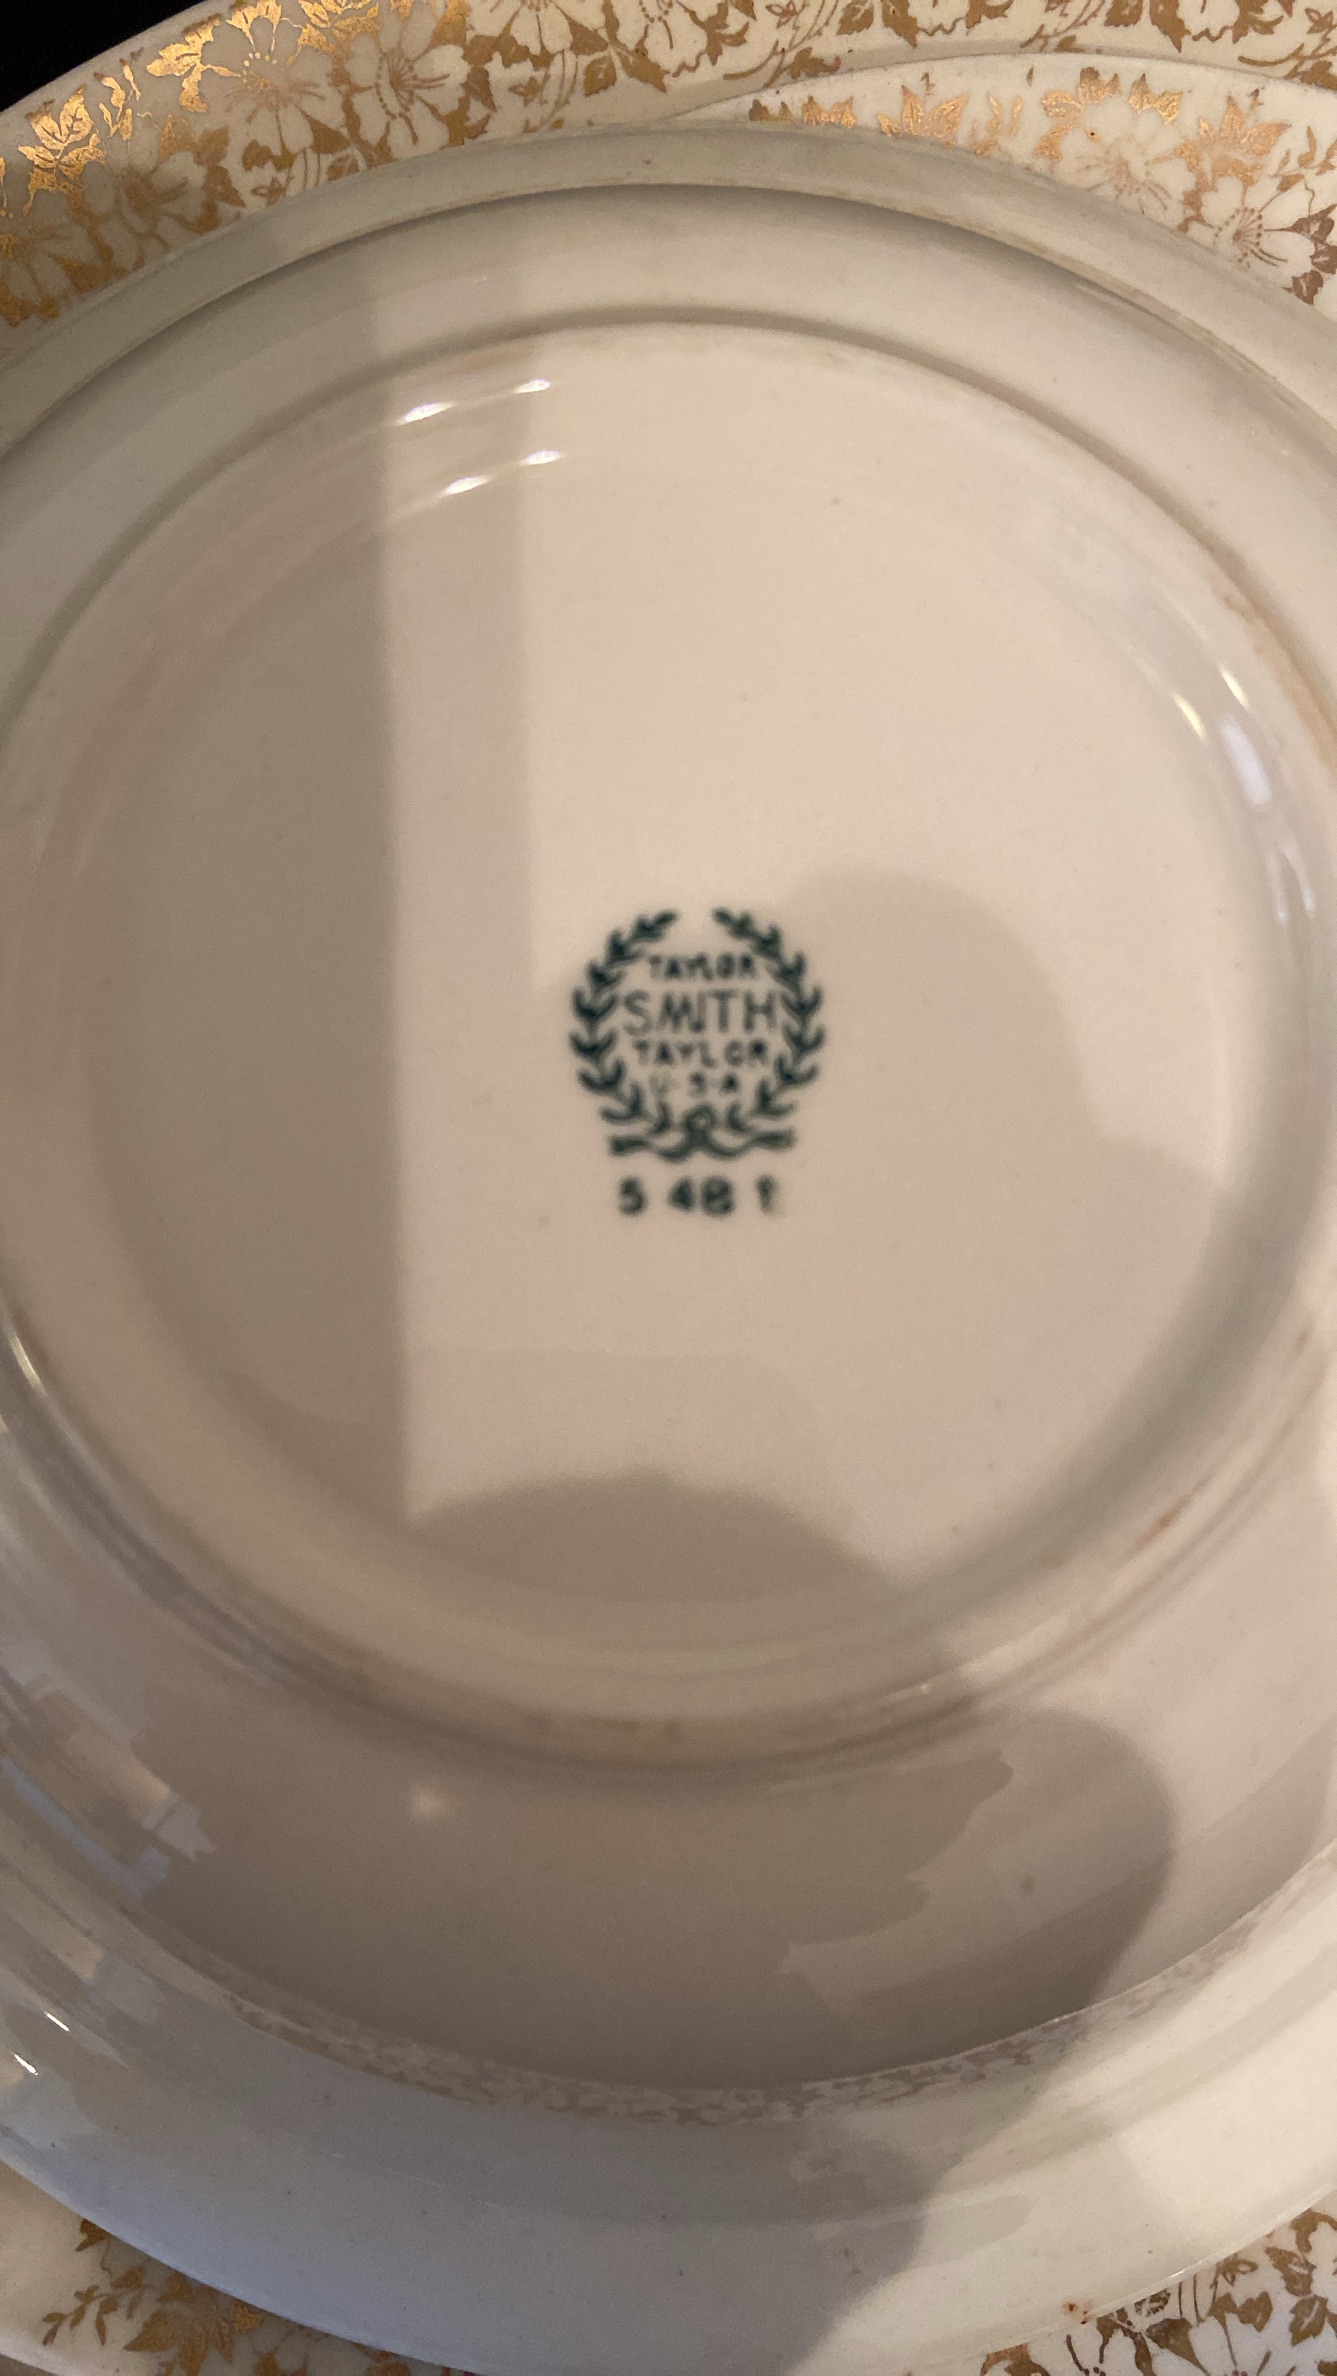 TAYLOR
SMITH
TAYLOR
U·S·A
5 48 1